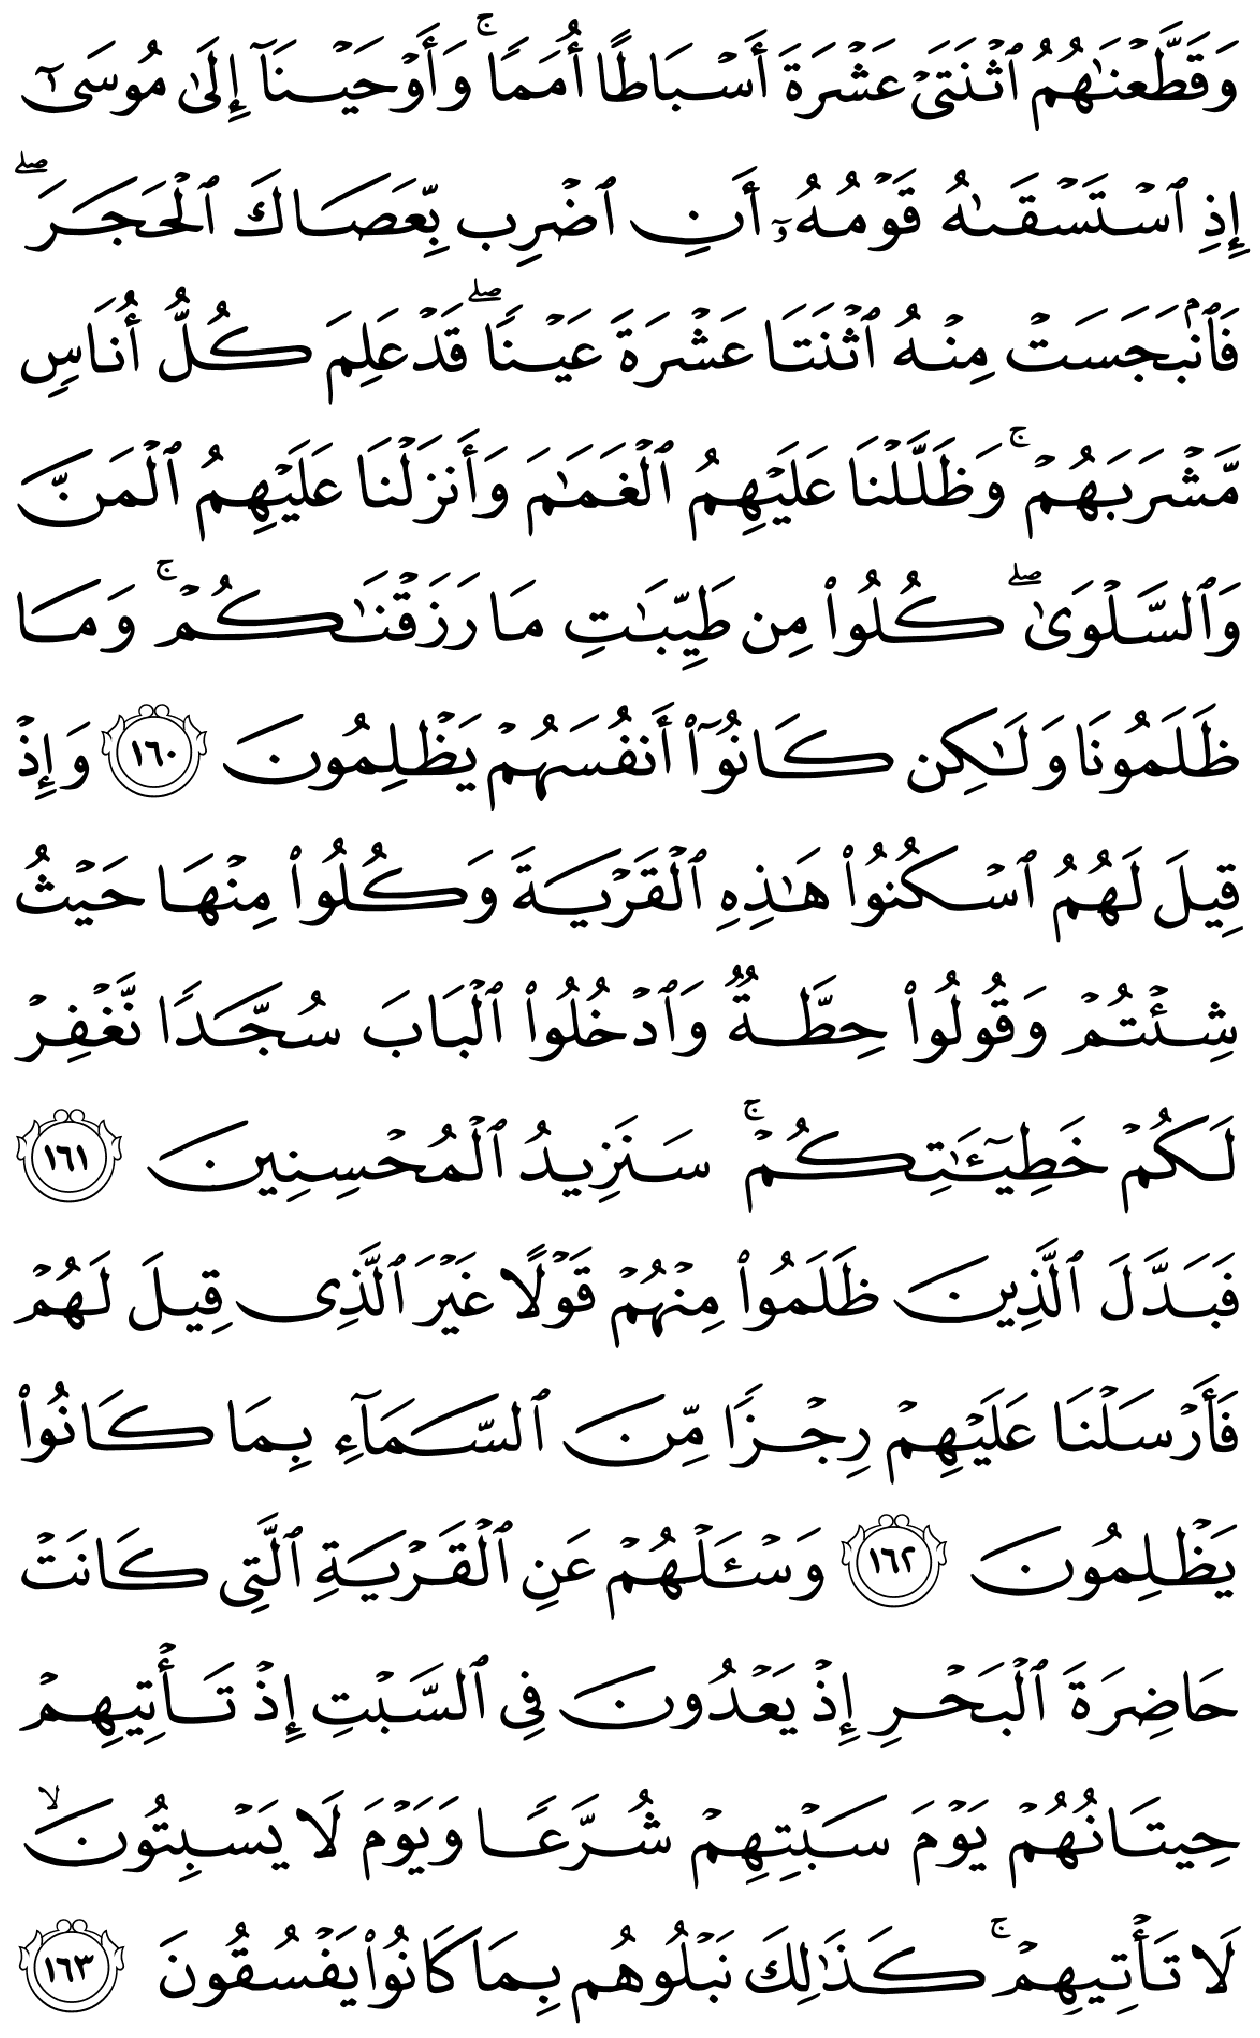 وَقَطَّعْنَٰهُمُ ٱثْنَتَىْ عَشْرَةَ أَسْبَاطًا أُمَمًا ۚ وَأَوْحَيْنَآ إِلَىٰ مُوسَىٰٓ
إِذِ ٱسْتَسْقَىٰهُ قَوْمُهُۥٓ أَنِ ٱضْرِب بِّعَصَاكَ ٱلْحَجَرَ ۖ
فَٱنۢبَجَسَتْ مِنْهُ ٱثْنَتَا عَشْرَةَ عَيْنًا ۖ قَدْ عَلِمَ كُلُّ أُنَاسٍ
مَّشْرَبَهُمْ ۚ وَظَلَّلْنَا عَلَيْهِمُ ٱلْغَمَٰمَ وَأَنزَلْنَا عَلَيْهِمُ ٱلْمَنَّ
وَٱلسَّلْوَىٰ ۖ كُلُوا۟ مِن طَيِّبَٰتِ مَا رَزَقْنَٰكُمْ ۚ وَمَا
ظَلَمُونَا وَلَٰكِن كَانُوٓا۟ أَنفُسَهُمْ يَظْلِمُونَ ١٦٠ وَإِذْ
قِيلَ لَهُمُ ٱسْكُنُوا۟ هَٰذِهِ ٱلْقَرْيَةَ وَكُلُوا۟ مِنْهَا حَيْثُ
شِئْتُمْ وَقُولُوا۟ حِطَّةٌ وَٱدْخُلُوا۟ ٱلْبَابَ سُجَّدًا نَّغْفِرْ
لَكُمْ خَطِيٓـَٰٔتِكُمْ ۚ سَنَزِيدُ ٱلْمُحْسِنِينَ ١٦١
فَبَدَّلَ ٱلَّذِينَ ظَلَمُوا۟ مِنْهُمْ قَوْلًا غَيْرَ ٱلَّذِى قِيلَ لَهُمْ
فَأَرْسَلْنَا عَلَيْهِمْ رِجْزًا مِّنَ ٱلسَّمَآءِ بِمَا كَانُوا۟
يَظْلِمُونَ ١٦٢ وَسْـَٔلْهُمْ عَنِ ٱلْقَرْيَةِ ٱلَّتِى كَانَتْ
حَاضِرَةَ ٱلْبَحْرِ إِذْ يَعْدُونَ فِى ٱلسَّبْتِ إِذْ تَأْتِيهِمْ
حِيتَانُهُمْ يَوْمَ سَبْتِهِمْ شُرَّعًا وَيَوْمَ لَا يَسْبِتُونَ ۙ
لَا تَأْتِيهِمْ ۚ كَذَٰلِكَ نَبْلُوهُم بِمَا كَانُوا۟ يَفْسُقُونَ ١٦٣